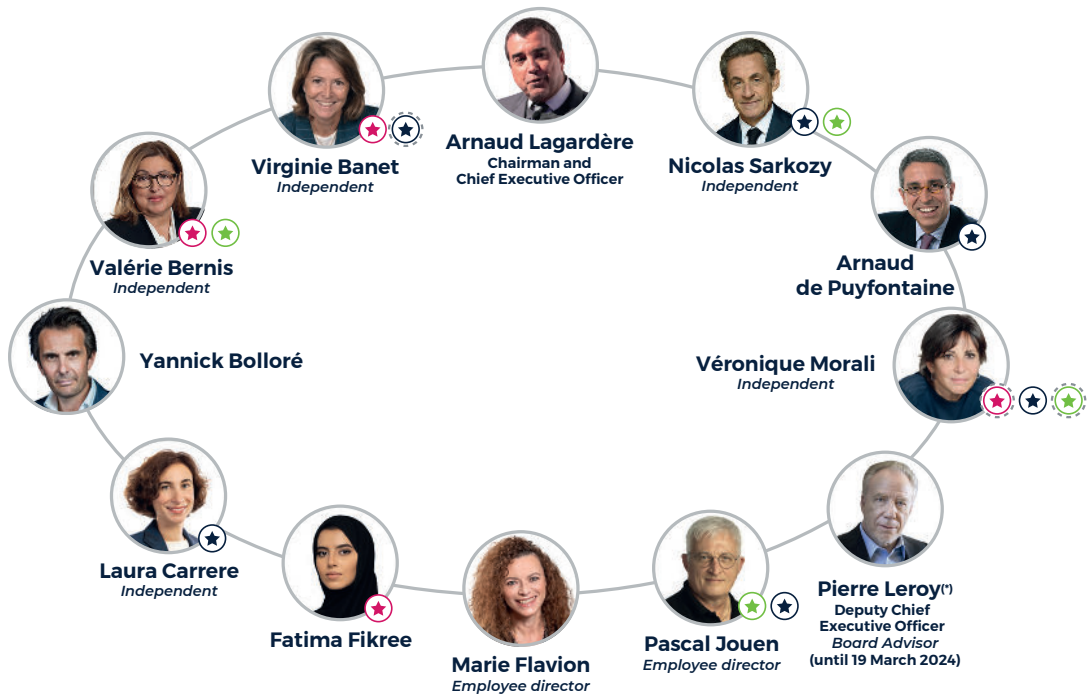 Arnaud Lagardère
Chairman and
Chief Executive Officer
Virginie Banet
Independent
Nicolas Sarkozy
Independent
Valérie Bernis
Independent
Arnaud
de Puyfontaine
Yannick Bolloré
Véronique Morali
Independent
Laura Carrere
Independent
Fatima Fikree
Marie Flavion
Employee director
Pascal Jouen
Employee director
Pierre Leroy(*)
Deputy Chief
Executive Officer
Board Advisor
(until 19 March 2024)